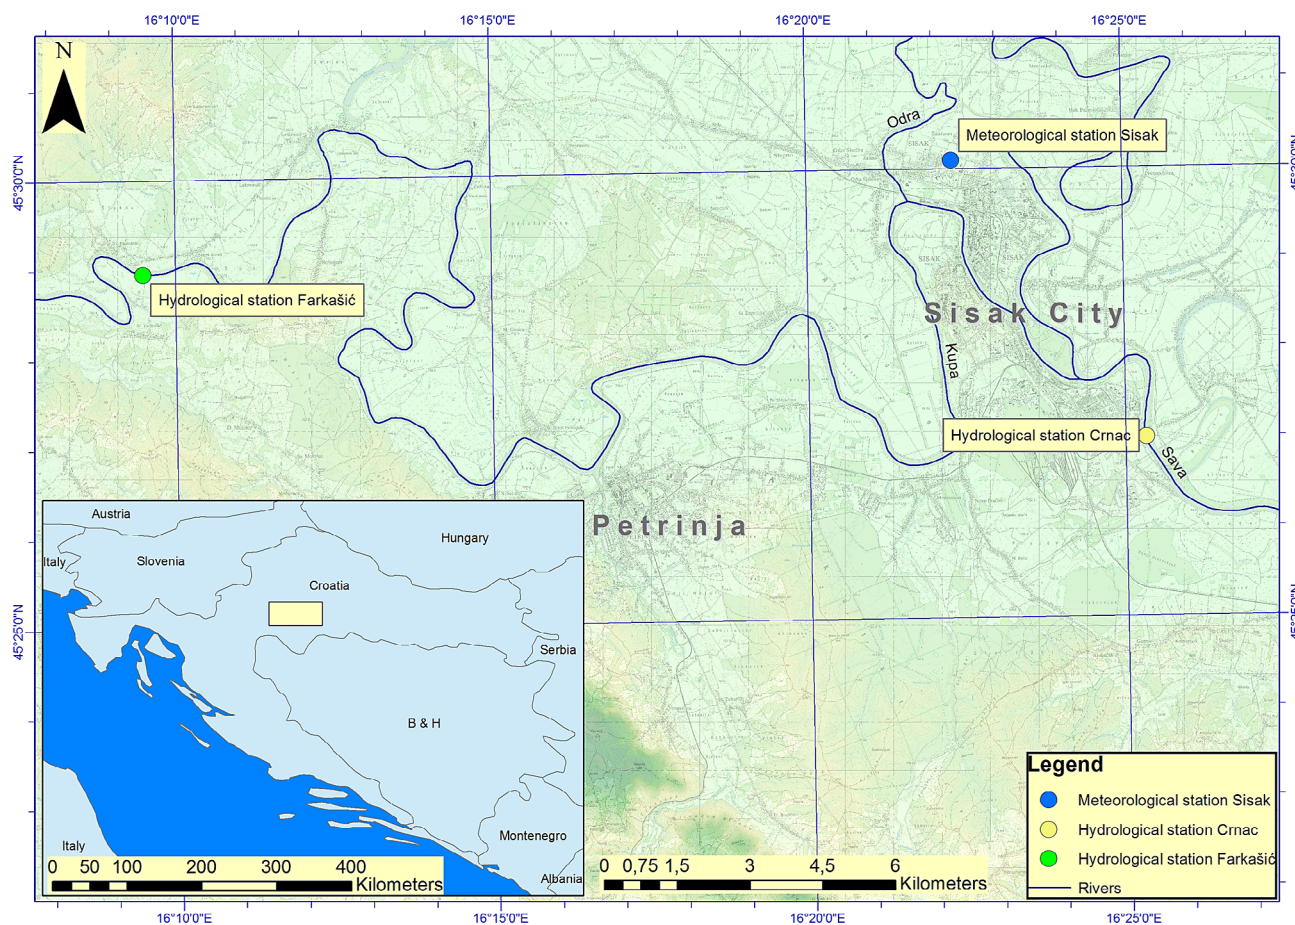 16°10'0"E 16°15'0"E 16°20'0"E 16°25'0"E
N
Odra
Meteorological station Sisak
SISAK
45°30'0"N
Hydrological station Farkašić
SISAK
SISAK
Sisak City
Kupa
Hydrological station Crnac
Sava
Petrinja
Austria
Hungary
Italy
Slovenia
Croatia
45°25'0"N
Serbia
B & H
Montenegro
Italy
Albania
0 50 100 200 300 400
Kilometers
0 0,75 1,5 3 4,5 6
Kilometers
Legend
Meteorological station Sisak
Hydrological station Crnac
Hydrological station Farkašić
Rivers
16°10'0"E 16°15'0"E 16°20'0"E 16°25'0"E